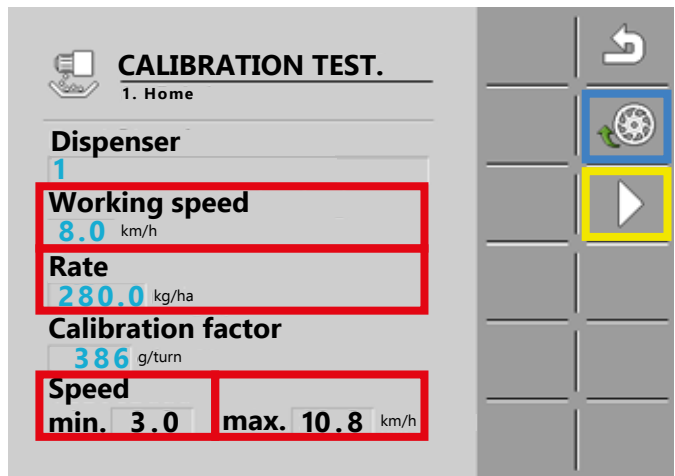 CALIBRATION TEST.
1. Home
Dispenser
1
Working speed
8.0 km/h
Rate
280.0 kg/ha
Calibration factor
386 g/turn
Speed
min. 3.0 max. 10.8 km/h